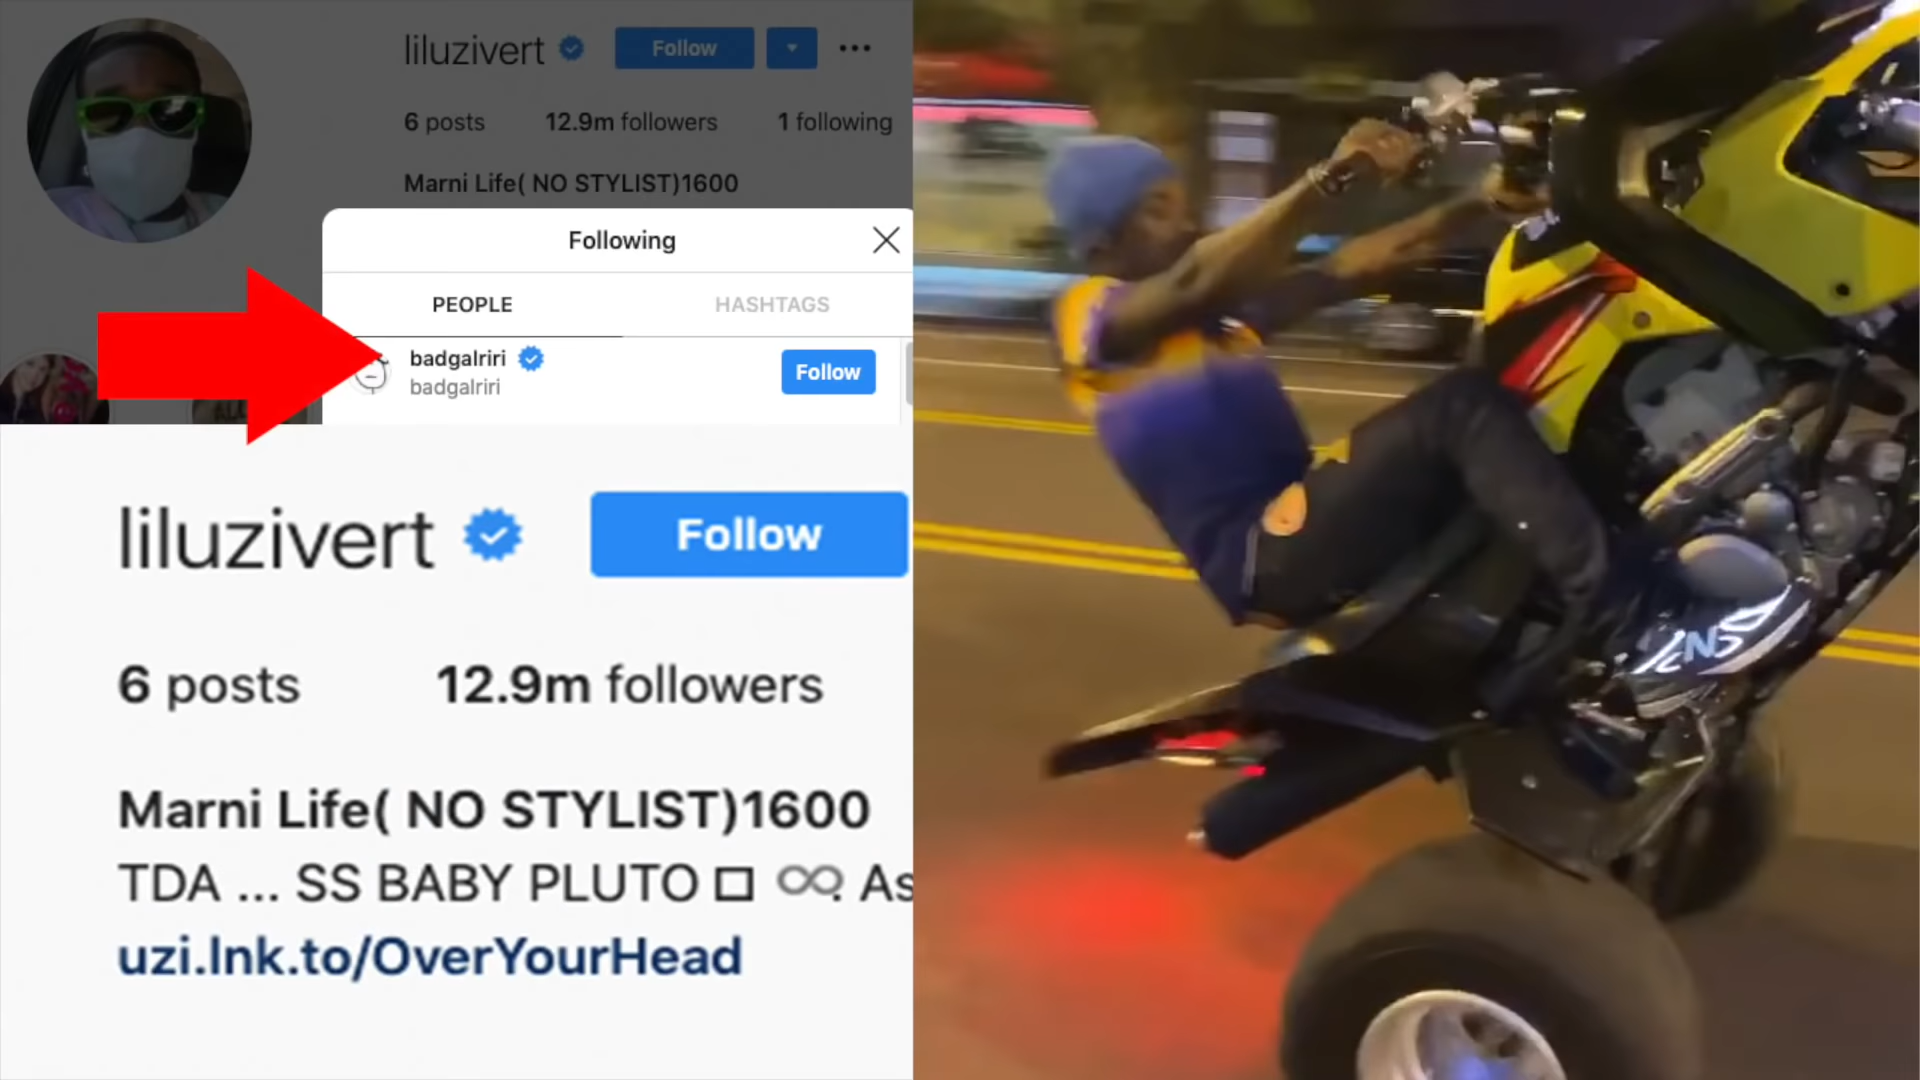 liluzivert Follow
6 posts 12.9m followers 1 following
Marni Life( NO STYLIST)1600
Following
PEOPLE HASHTAGS
badgalriri Follow
badgalriri
liluzivert Follow
6 posts 12.9m followers
Marni Life( NO STYLIST)1600
TDA ... SS BABY PLUTO □ ∞ As
uzi.lnk.to/OverYourHead